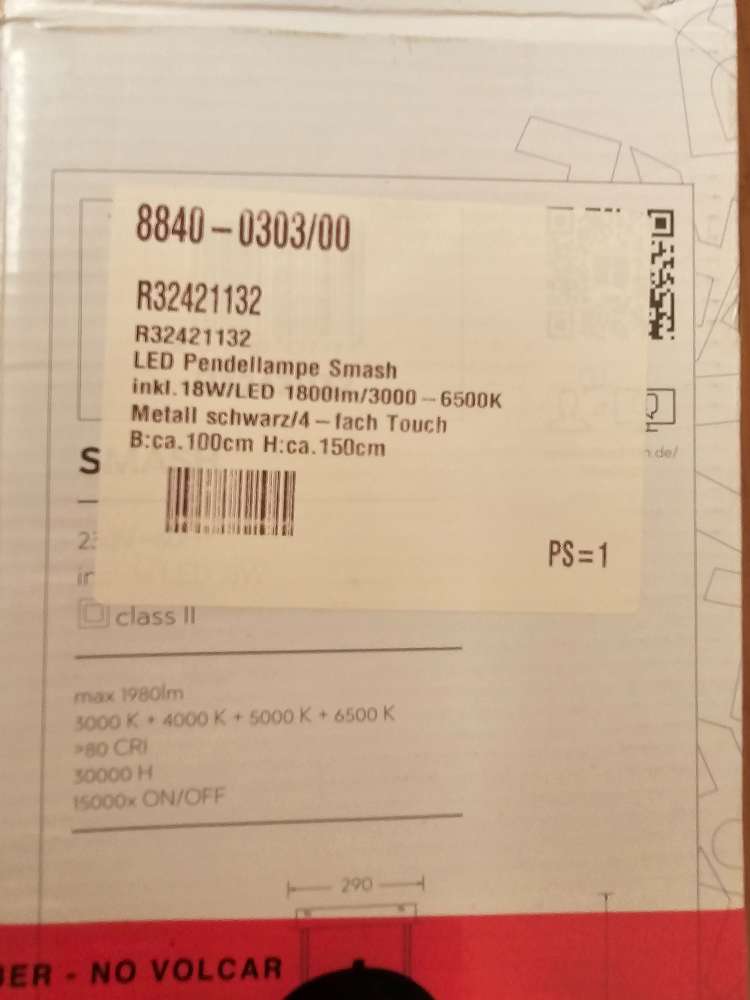 8840-0303/00
R32421132
R32421132
LED Pendellampe Smash
inkl.18W/LED 1800lm/3000-6500K
Metall schwarz/4-fach Touch
B:ca.100cm H:ca.150cm
PS=1
n.de/
S
class II
max 1980lm
3000 K + 4000 K + 5000 K + 6500 K
>80 CRI
30000 H
15000x ON/OFF
290
BER - NO VOLCAR